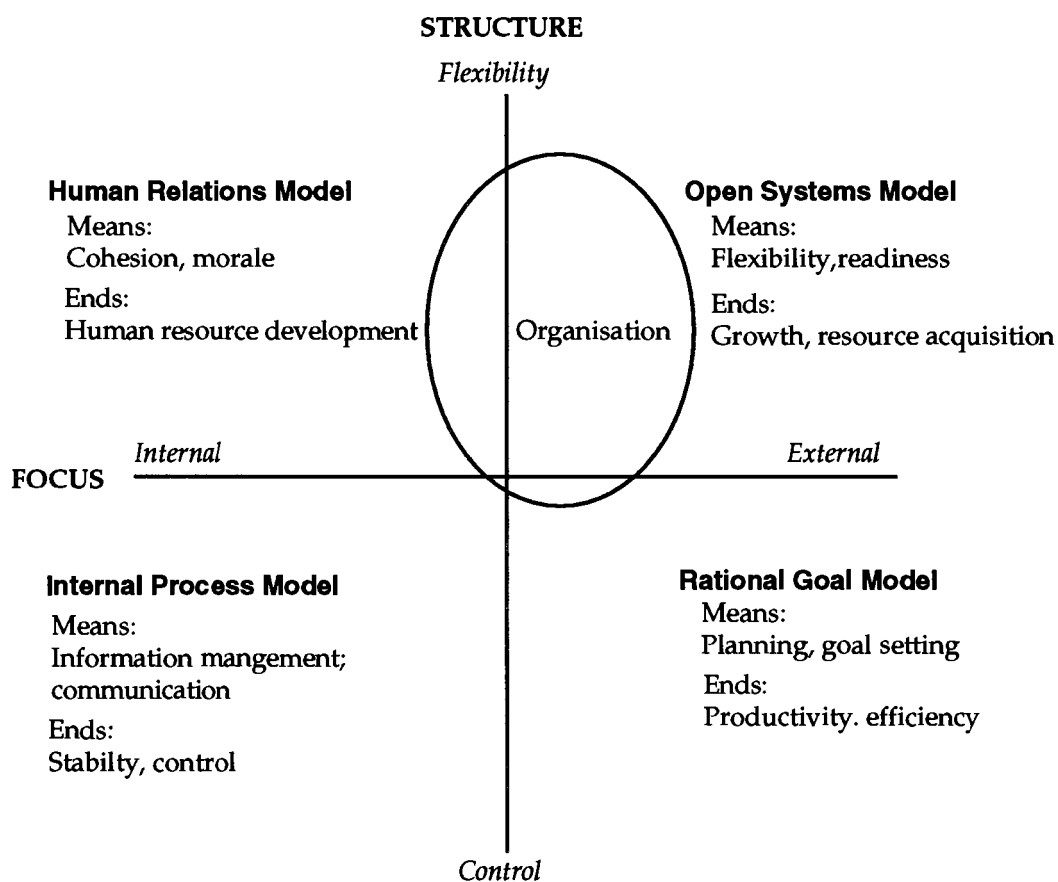 STRUCTURE
Flexibility
Human Relations Model
Means:
Cohesion, morale
Ends:
Human resource development
Open Systems Model
Means:
Flexibility,readiness
Ends:
Growth, resource acquisition
Organisation
Internal
External
FOCUS
Internal Process Model
Means:
Information mangement;
communication
Ends:
Stabilty, control
Rational Goal Model
Means:
Planning, goal setting
Ends:
Productivity. efficiency
Control